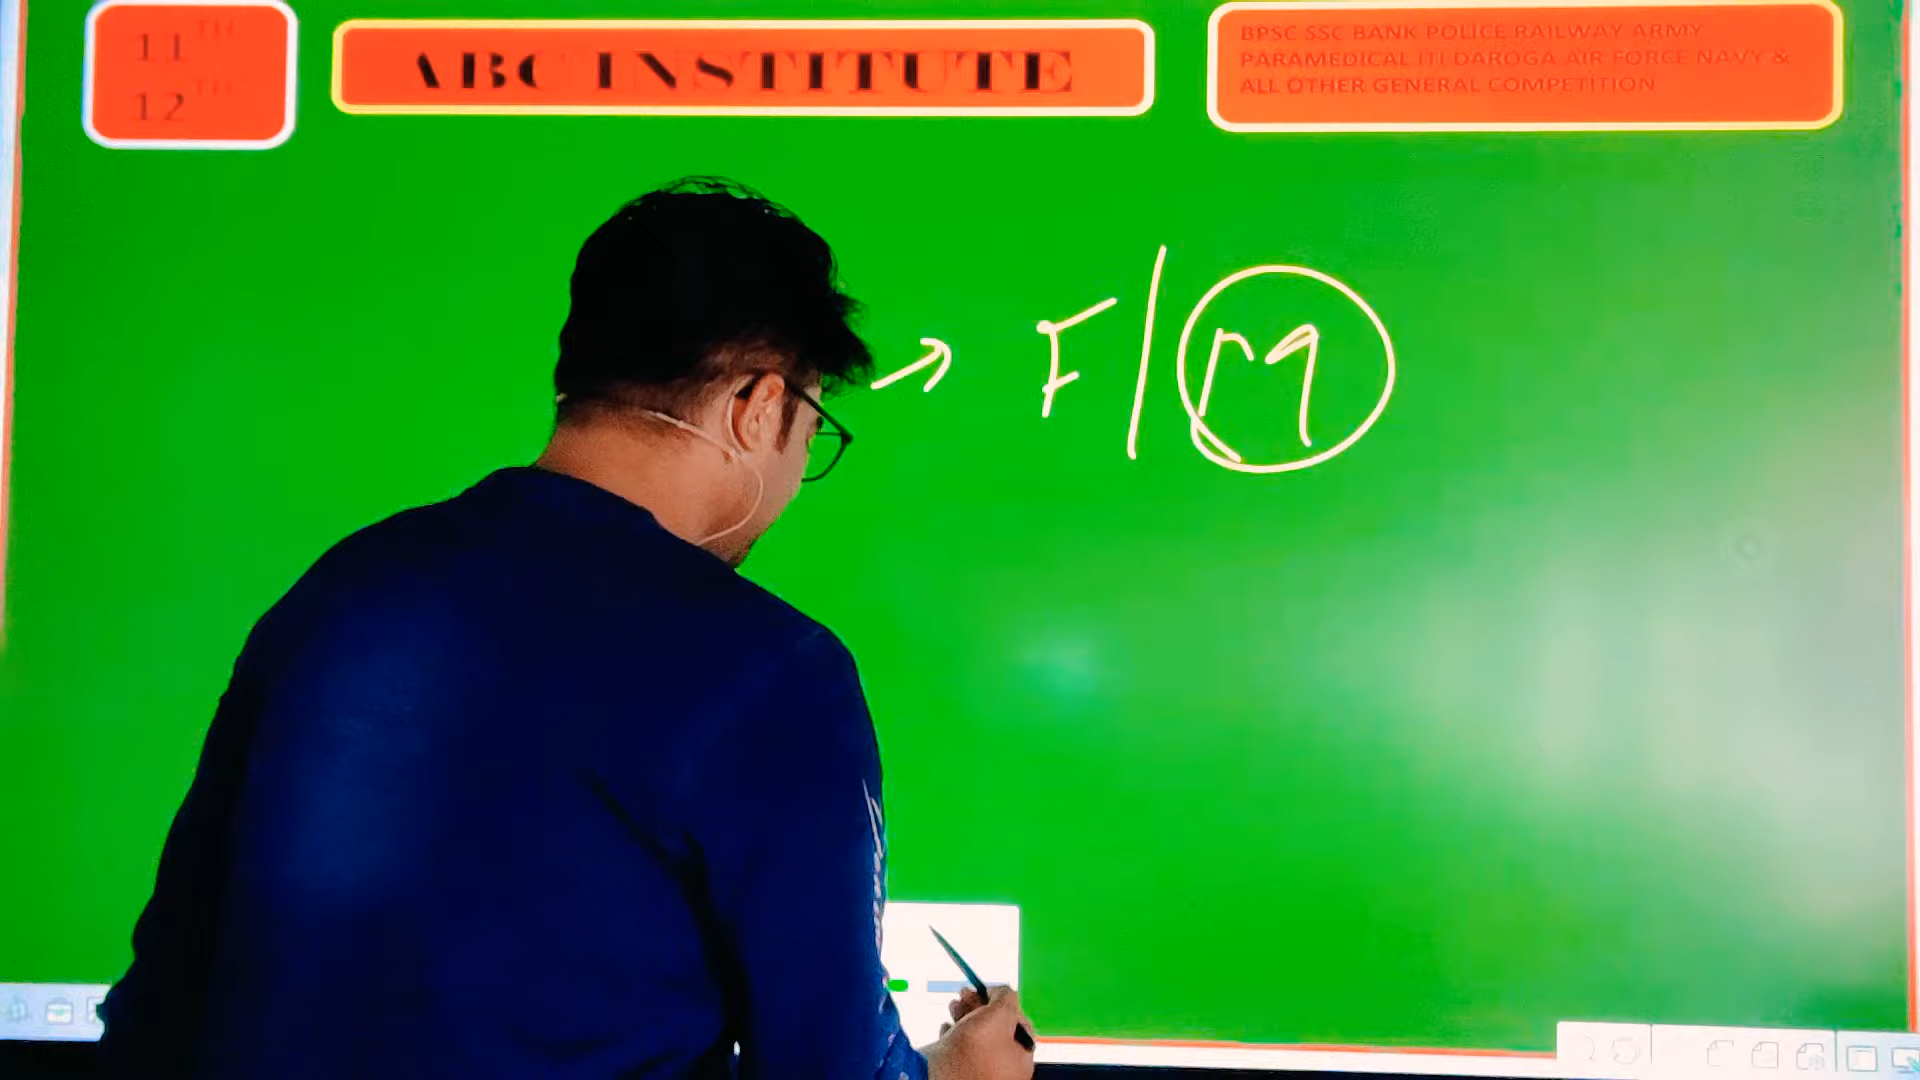 11TH
12TH
ABC INSTITUTE
BPSC SSC BANK POLICE RAILWAY ARMY
PARAMEDICAL ITI DAROGA AIR FORCE NAVY &
ALL OTHER GENERAL COMPETITION
→ F/